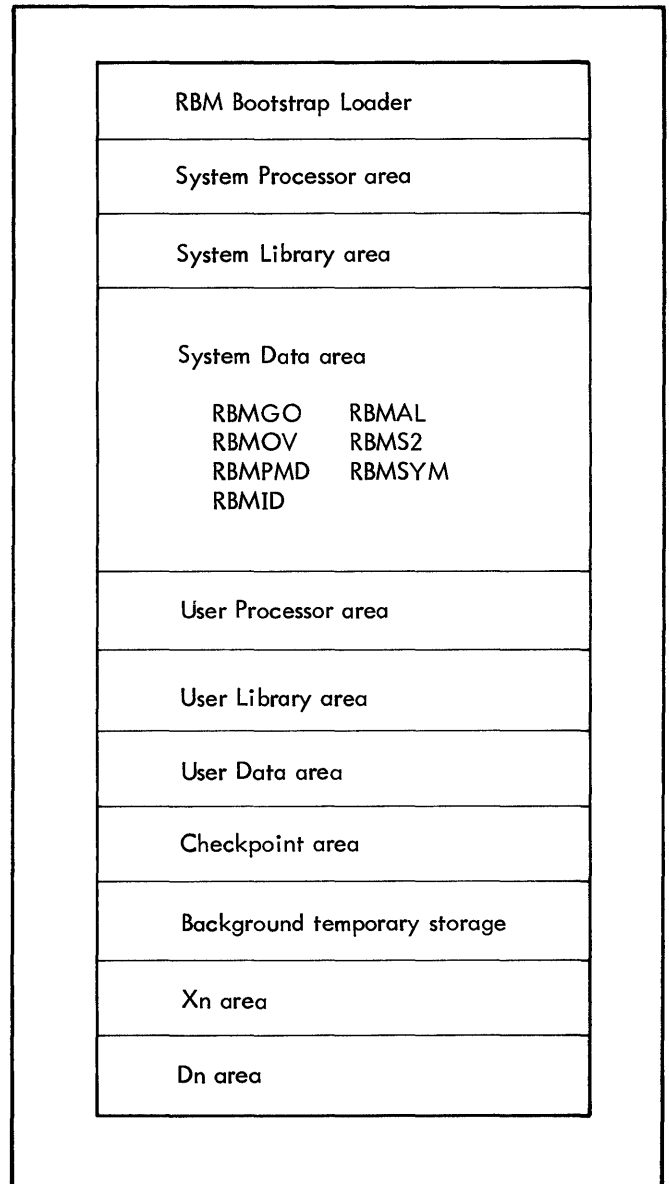 RBM Bootstrap Loader
System Processor area
System Library area
System Data area
RBMGO RBMAL
RBMOV RBMS2
RBMPMD RBMSYM
RBMID
User Processor area
User Library area
User Data area
Checkpoint area
Background temporary storage
Xn area
Dn area